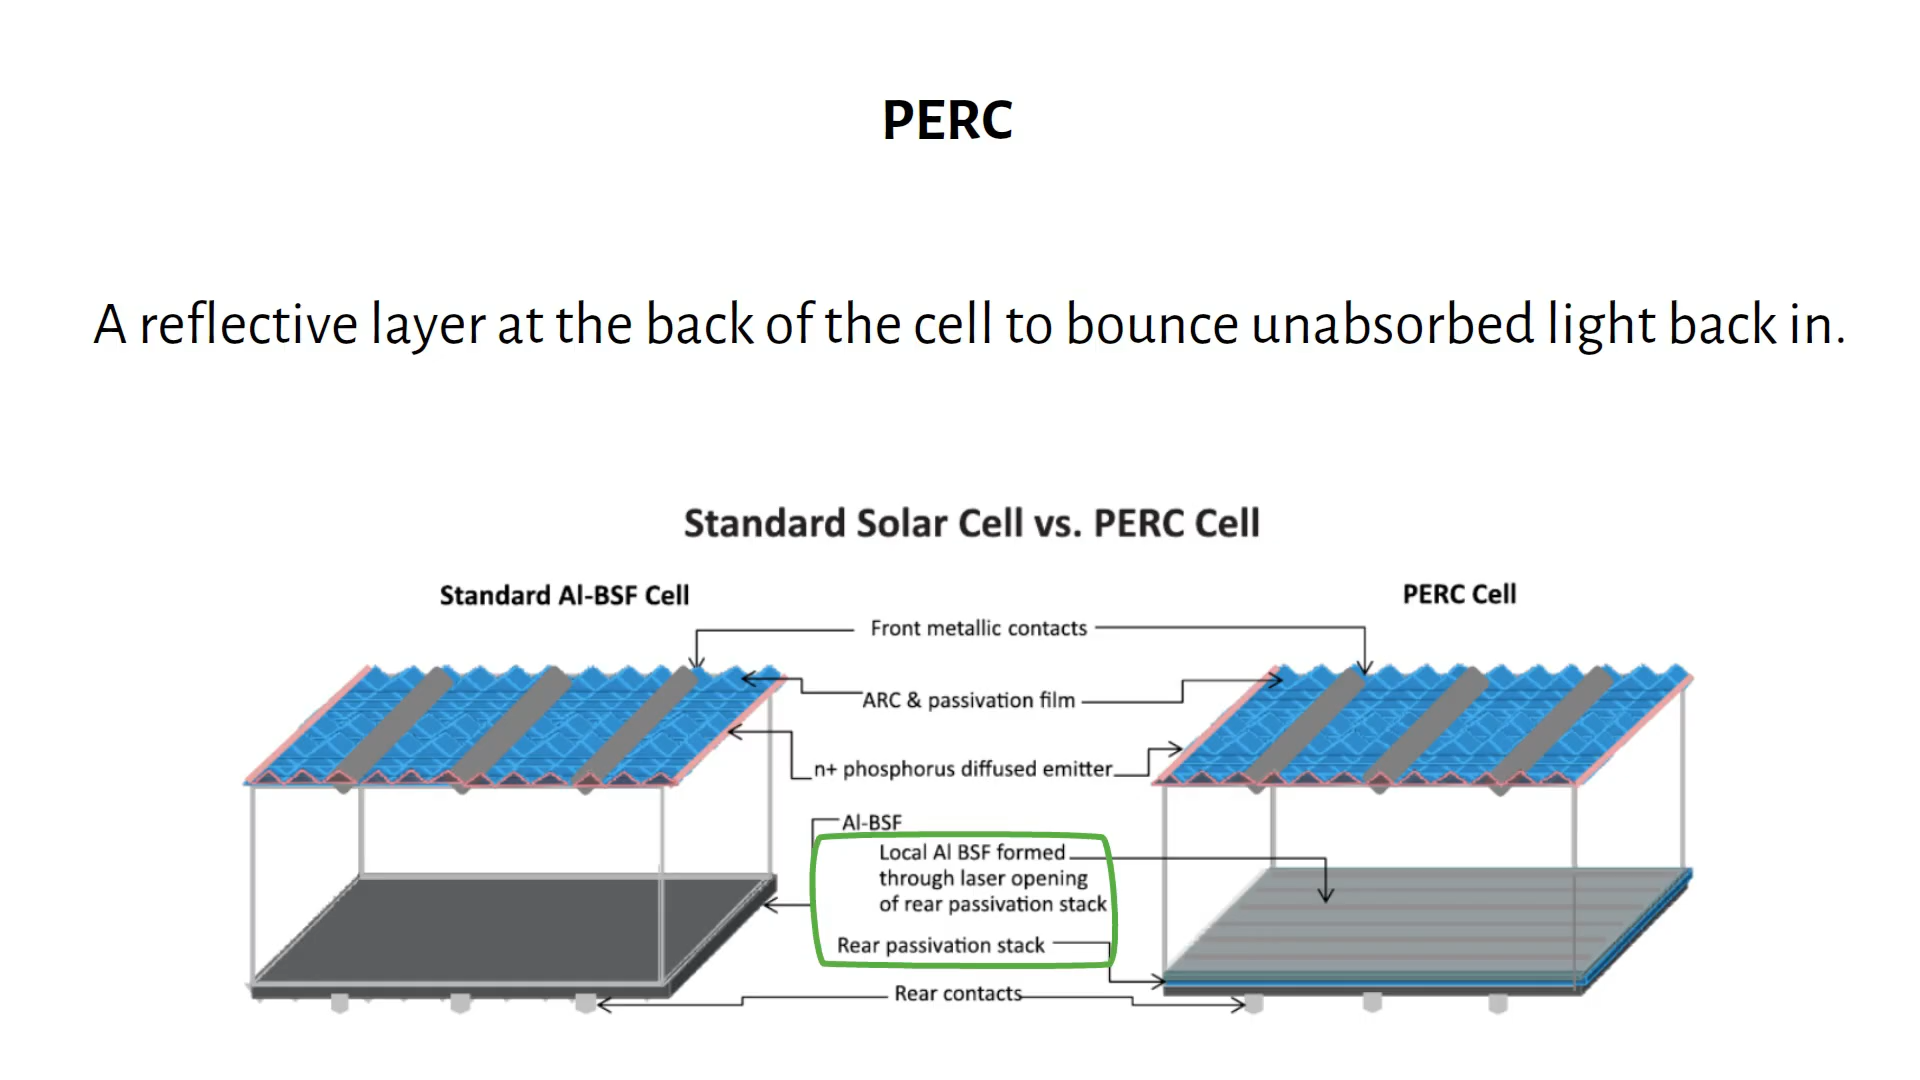 PERC
A reflective layer at the back of the cell to bounce unabsorbed light back in.
Standard Solar Cell vs. PERC Cell
Standard Al-BSF Cell
PERC Cell
Front metallic contacts
ARC & passivation film
n+ phosphorus diffused emitter
Al-BSF
Local Al BSF formed
through laser opening
of rear passivation stack
Rear passivation stack
Rear contacts